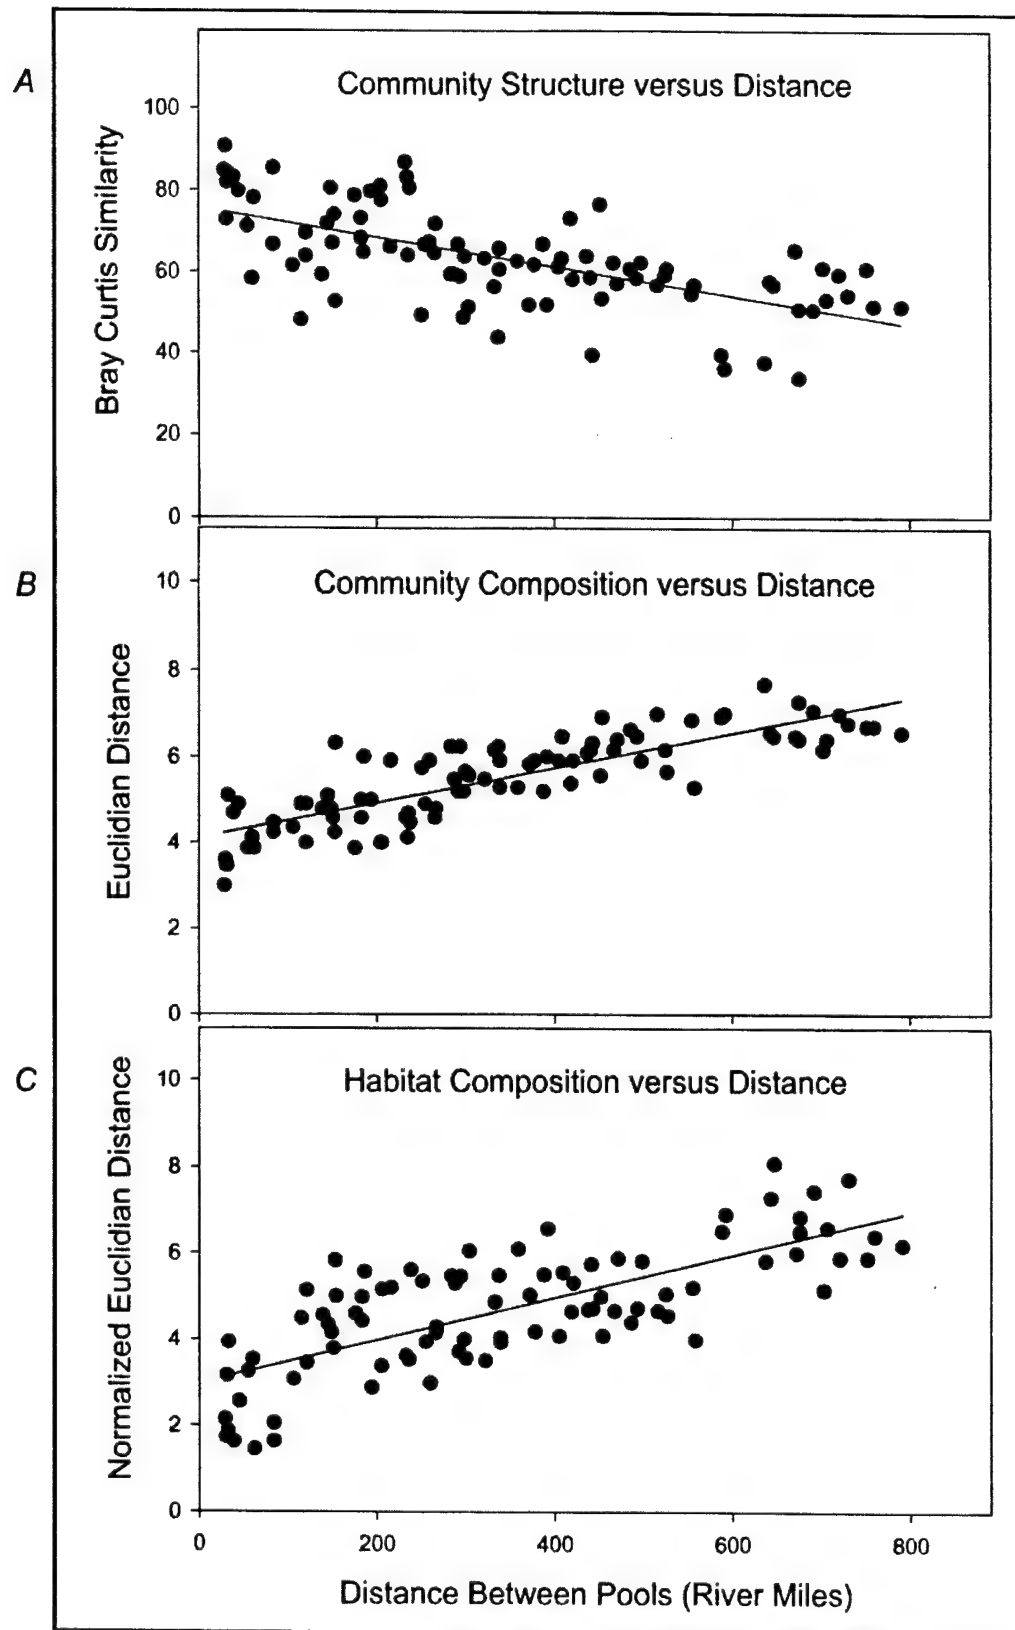 A
Community Structure versus Distance
Bray Curtis Similarity
100
80
60
40
20
0
B
Community Composition versus Distance
Euclidian Distance
10
8
6
4
2
0
C
Habitat Composition versus Distance
Normalized Euclidian Distance
10
8
6
4
2
0
0 200 400 600 800
Distance Between Pools (River Miles)